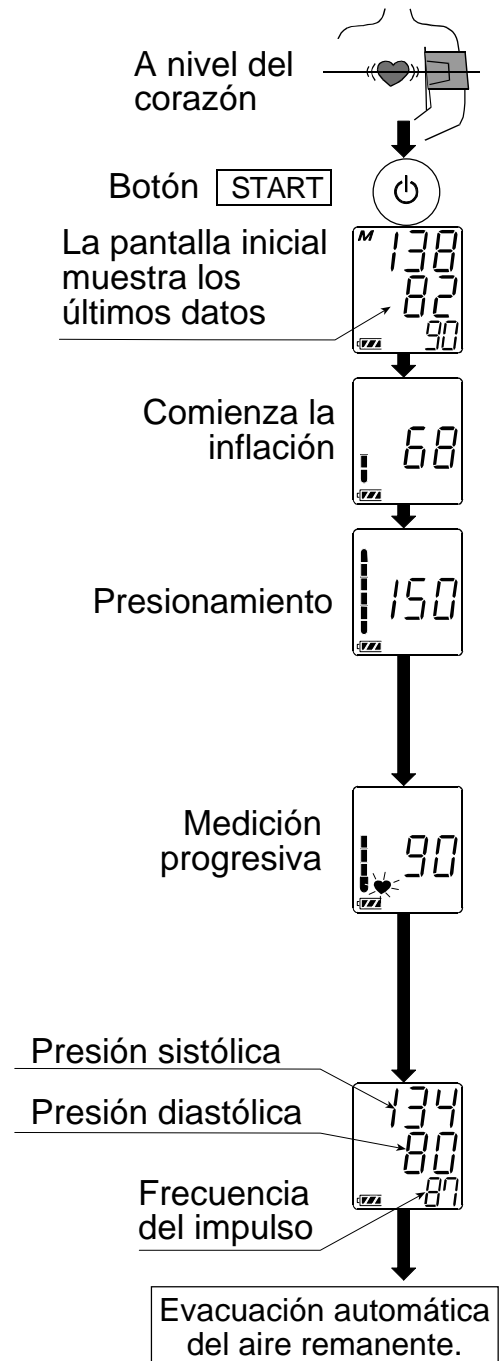 A nivel del
corazón
Botón START
La pantalla inicial
muestra los
últimos datos
M 138
82
90
Comienza la
inflación
68
Presionamiento
150
Medición
progresiva
90
Presión sistólica
134
Presión diastólica
80
Frecuencia
del impulso
87
Evacuación automática
del aire remanente.